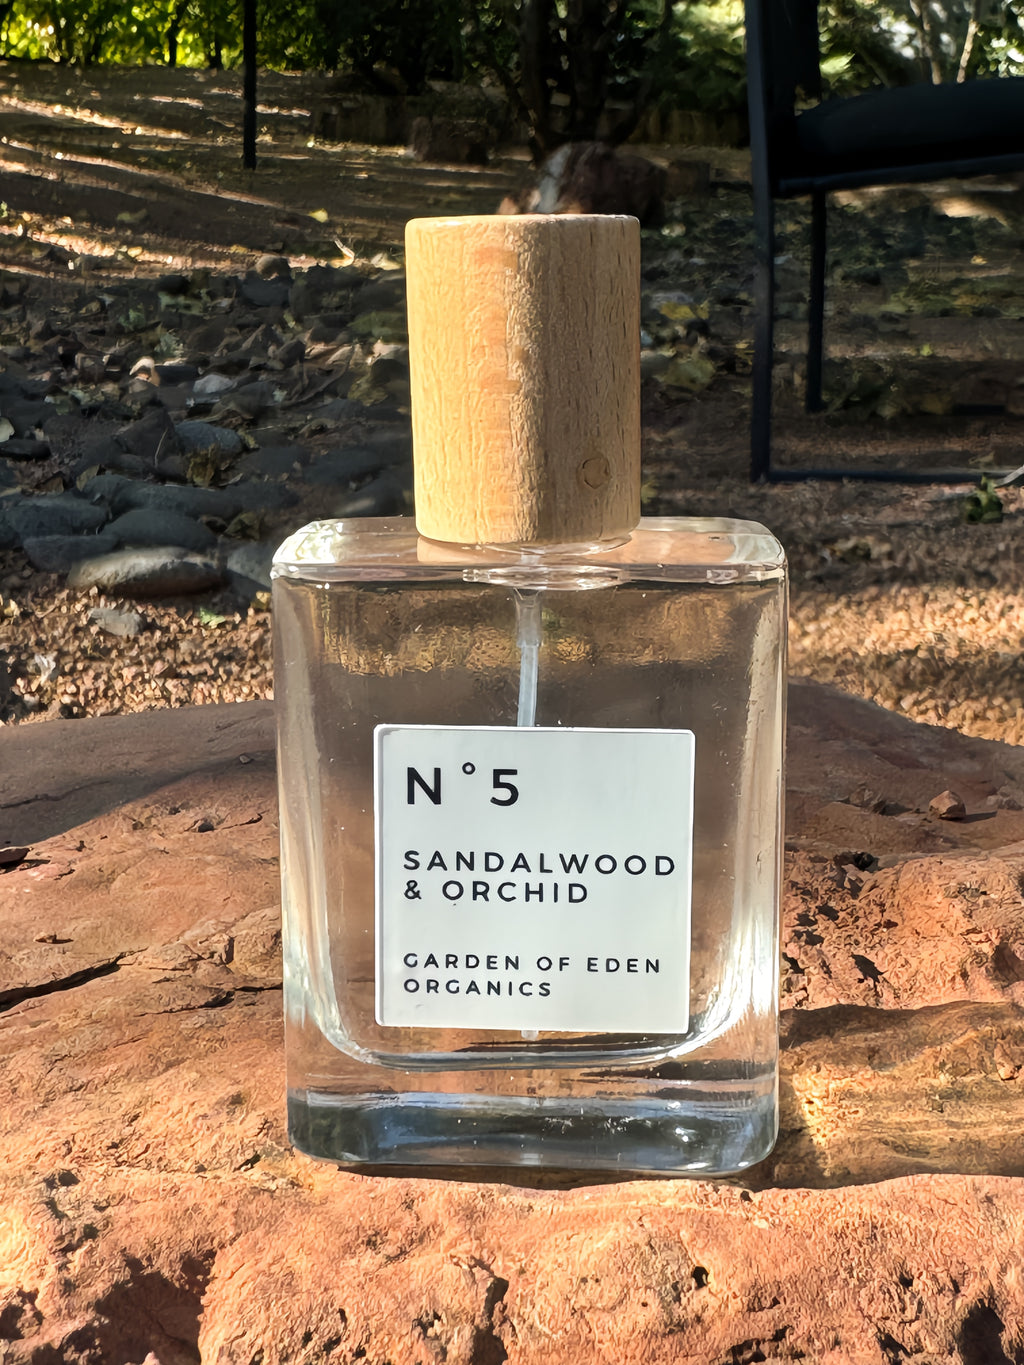 N°5
SANDALWOOD
& ORCHID
GARDEN OF EDEN
ORGANICS